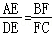 AE/DE = BF/FC